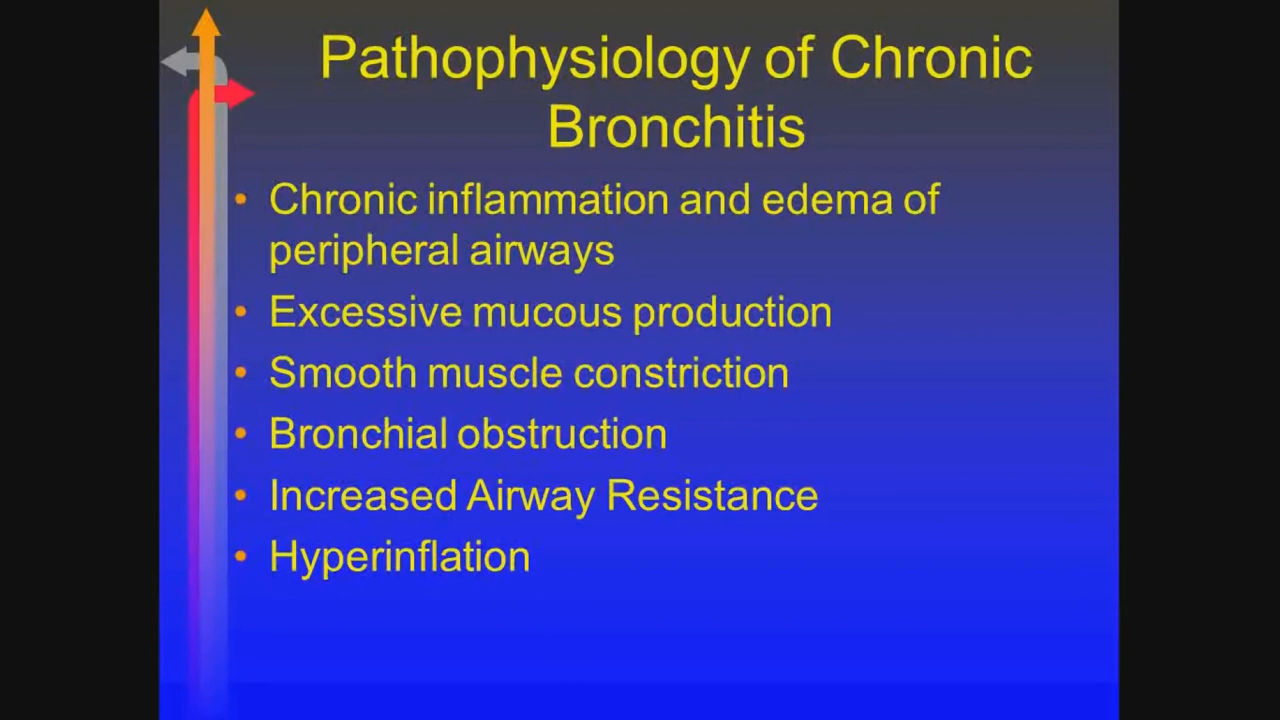 Pathophysiology of Chronic
Bronchitis
• Chronic inflammation and edema of
peripheral airways
• Excessive mucous production
• Smooth muscle constriction
• Bronchial obstruction
• Increased Airway Resistance
• Hyperinflation